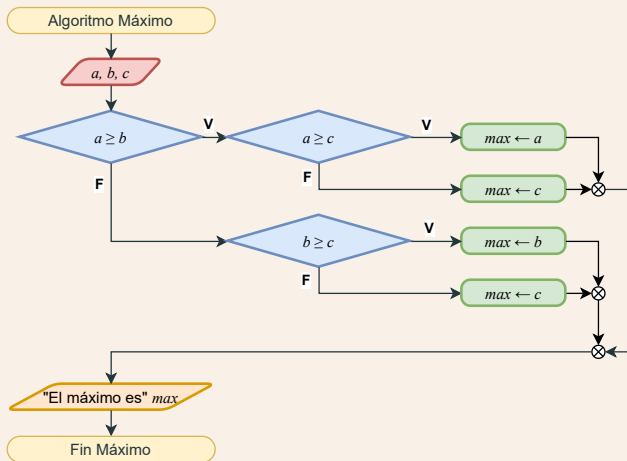 Algoritmo Máximo
a, b, c
a ≥ b
V
a ≥ c
V
max ← a
F
F
max ← c
b ≥ c
V
max ← b
F
max ← c
"El máximo es" max
Fin Máximo